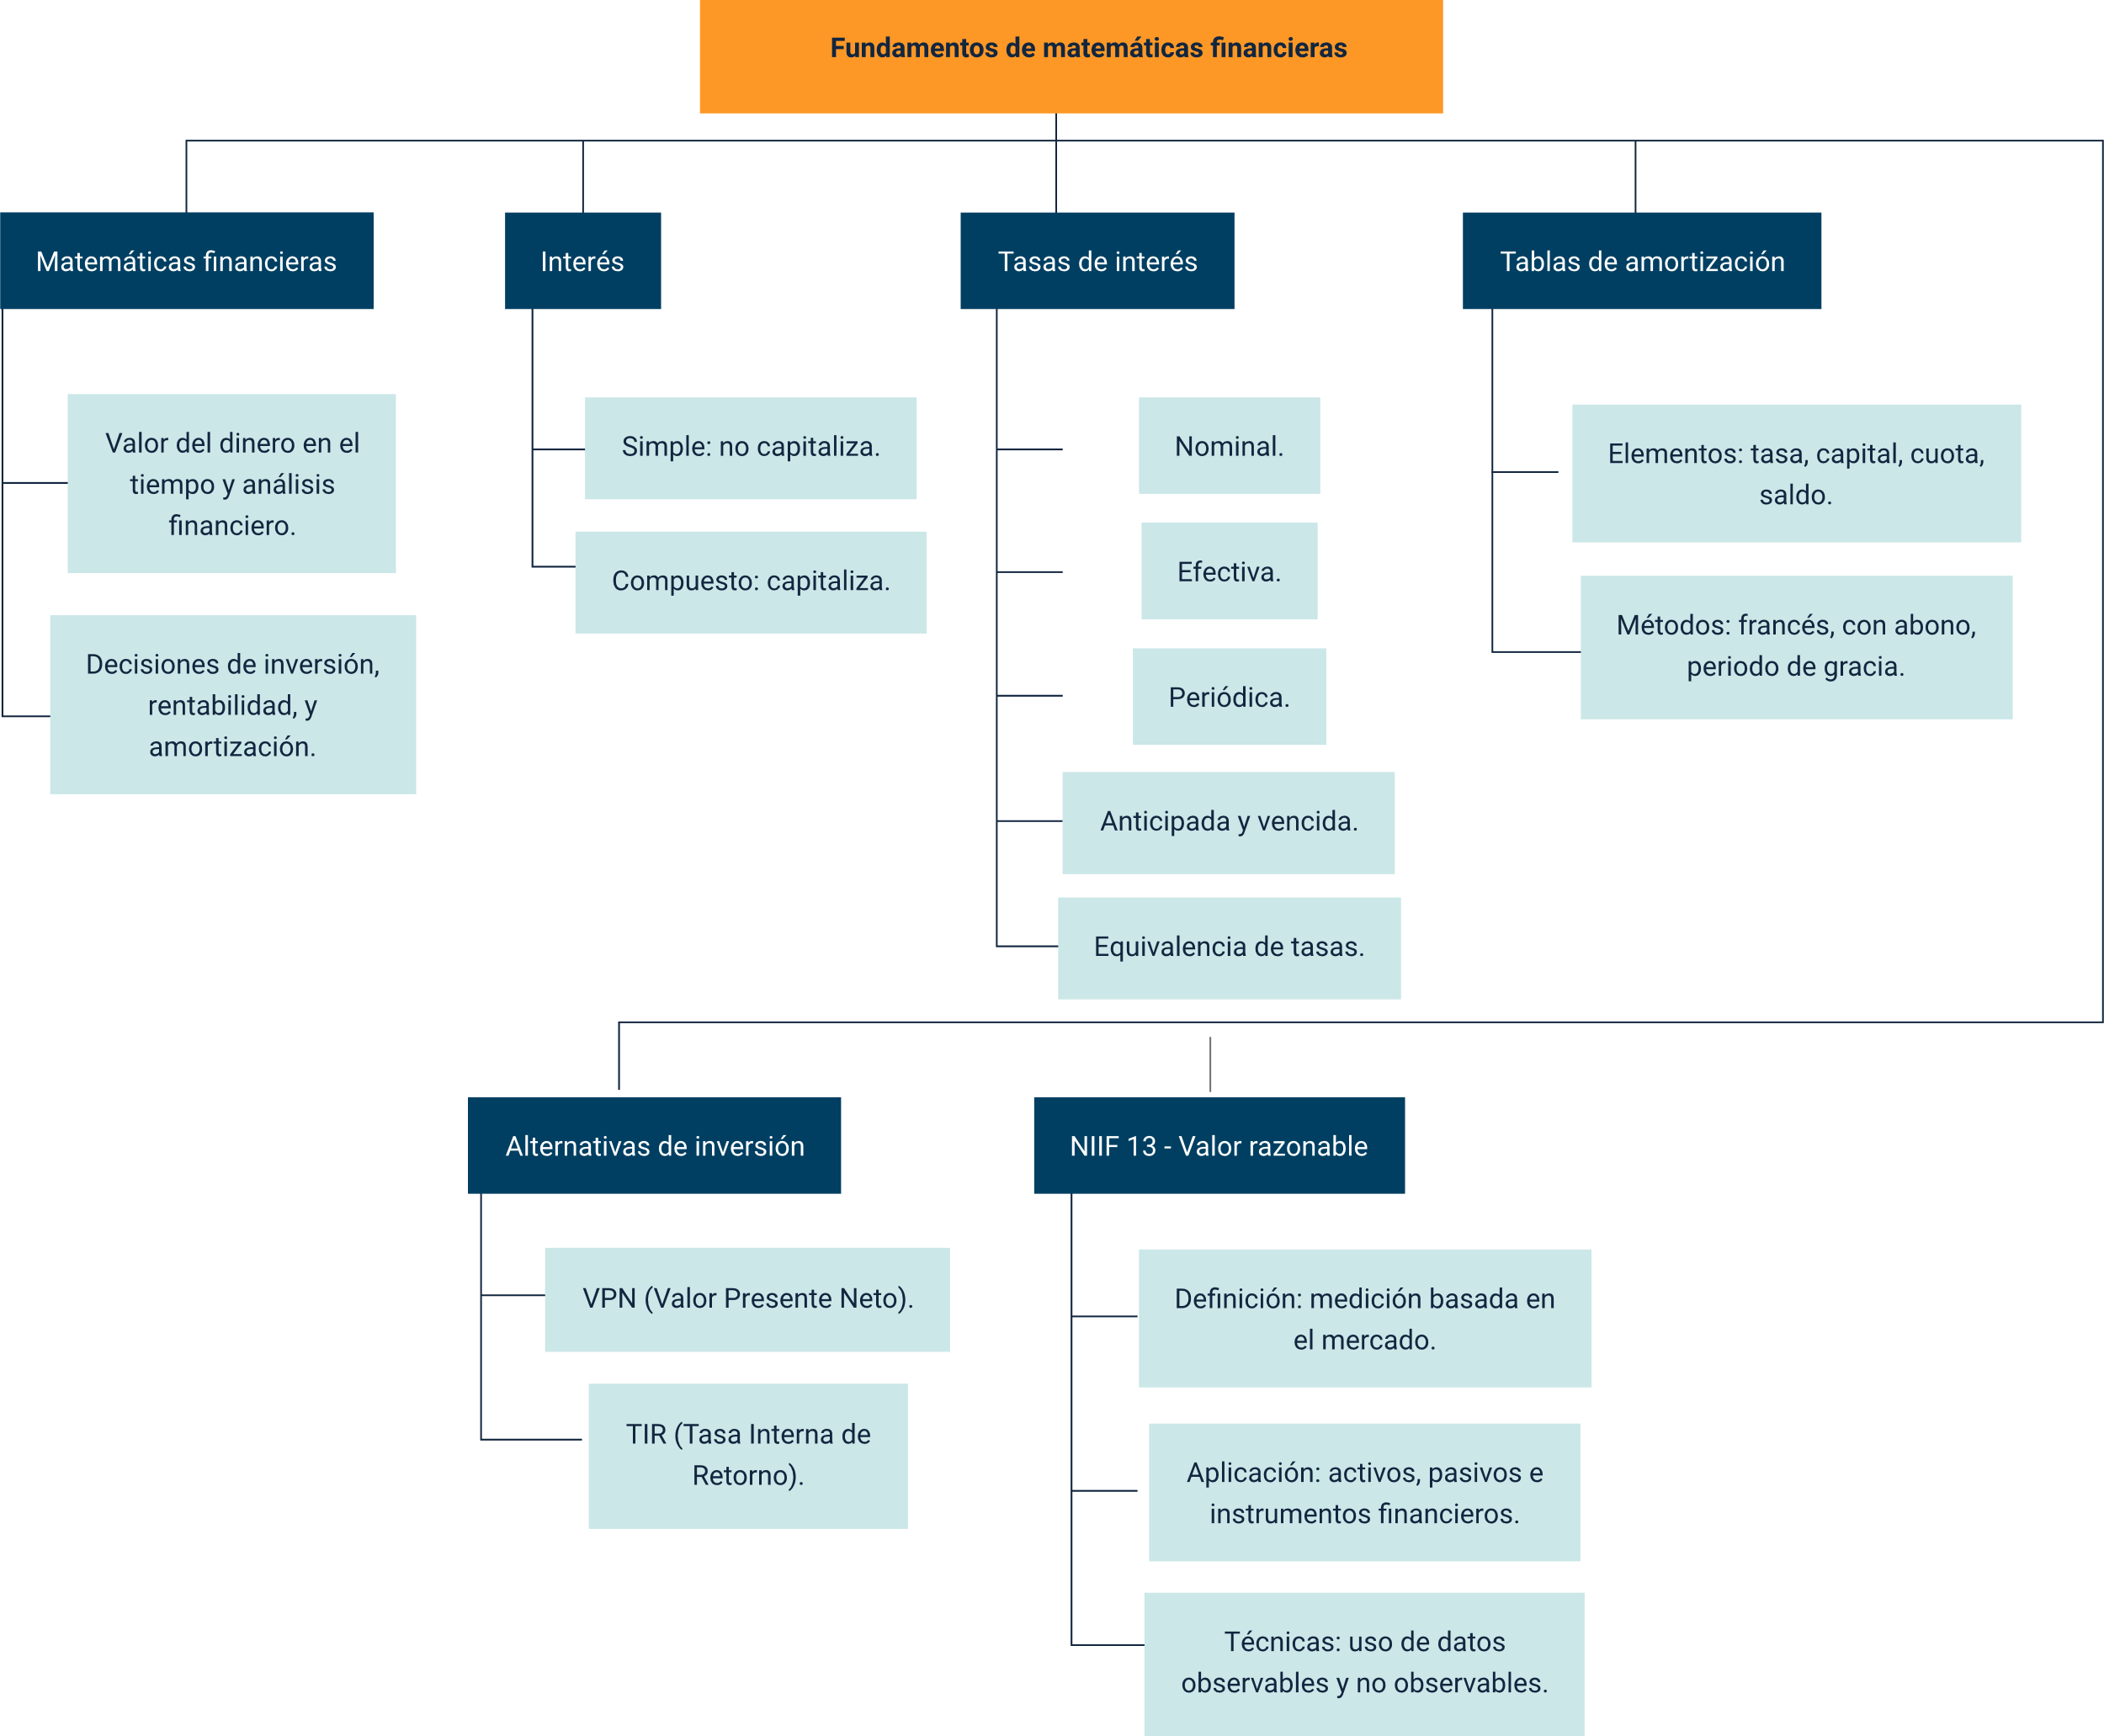 Fundamentos de matemáticas financieras
Matemáticas financieras
Valor del dinero en el
tiempo y análisis
financiero.
Decisiones de inversión,
rentabilidad, y
amortización.
Interés
Simple: no capitaliza.
Compuesto: capitaliza.
Tasas de interés
Nominal.
Efectiva.
Periódica.
Anticipada y vencida.
Equivalencia de tasas.
Tablas de amortización
Elementos: tasa, capital, cuota,
saldo.
Métodos: francés, con abono,
periodo de gracia.
Alternativas de inversión
VPN (Valor Presente Neto).
TIR (Tasa Interna de
Retorno).
NIIF 13 - Valor razonable
Definición: medición basada en
el mercado.
Aplicación: activos, pasivos e
instrumentos financieros.
Técnicas: uso de datos
observables y no observables.